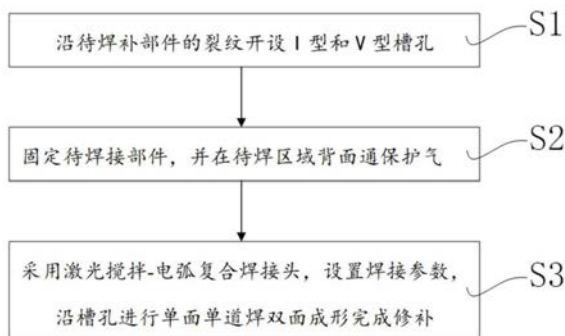 S1
沿待焊补部件的裂纹开设 I 型和 V 型槽孔
S2
固定待焊接部件，并在待焊区域背面通保护气
S3
采用激光搅拌-电弧复合焊接头，设置焊接参数，
沿槽孔进行单面单道焊双面成形完成修补